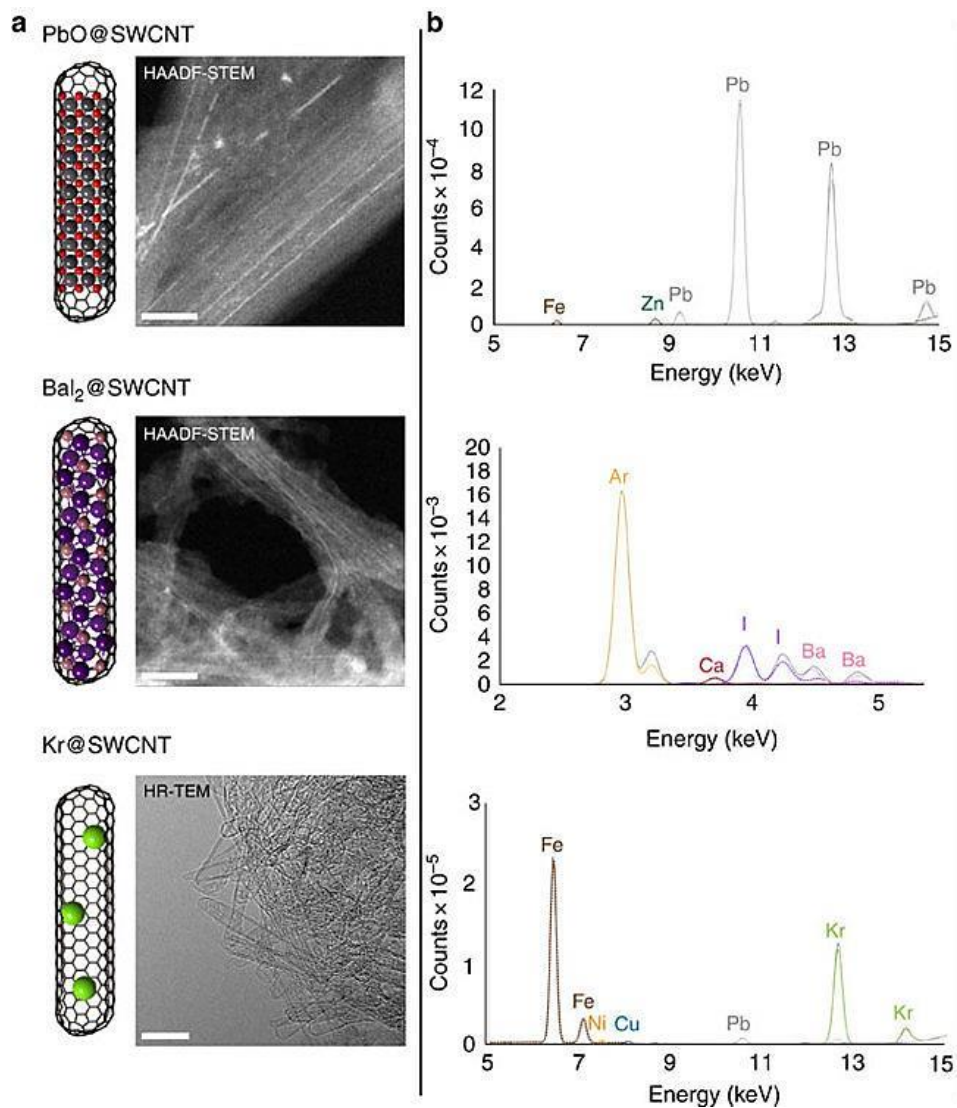 a
PbO@SWCNT
HAADF-STEM
BaI₂@SWCNT
HAADF-STEM
Kr@SWCNT
HR-TEM
b
Counts × 10⁻⁴
12
10
8
6
4
2
0
Fe
Zn
Pb
Pb
Pb
Pb
5 7 9 11 13 15
Energy (keV)
Counts × 10⁻³
20
18
16
14
12
10
8
6
4
2
0
Ar
Ca
I
I
Ba
Ba
2 3 4 5
Energy (keV)
Counts × 10⁻⁵
3
2
1
0
Fe
Fe
Ni
Cu
Pb
Kr
Kr
5 7 9 11 13 15
Energy (keV)